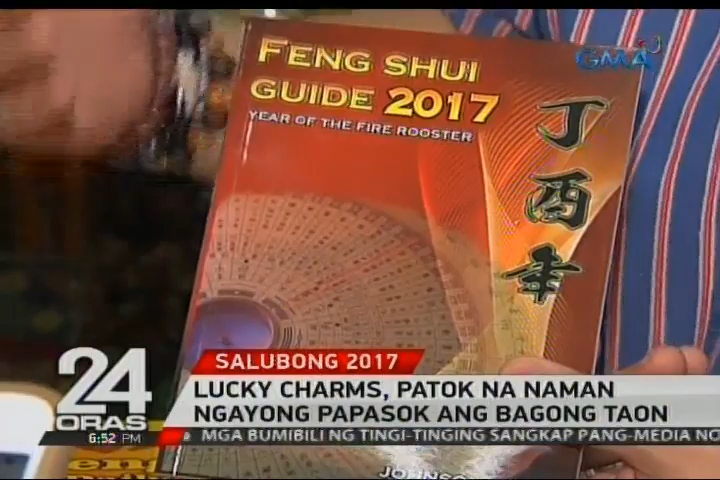 FENG SHUI
GUIDE 2017
YEAR OF THE FIRE ROOSTER
丁
酉
年
GMA
SALUBONG 2017
LUCKY CHARMS, PATOK NA NAMAN
NGAYONG PAPASOK ANG BAGONG TAON
24
ORAS
6:52 PM
MGA BUMIBILI NG TINGI-TINGING SANGKAP PANG-MEDIA NO